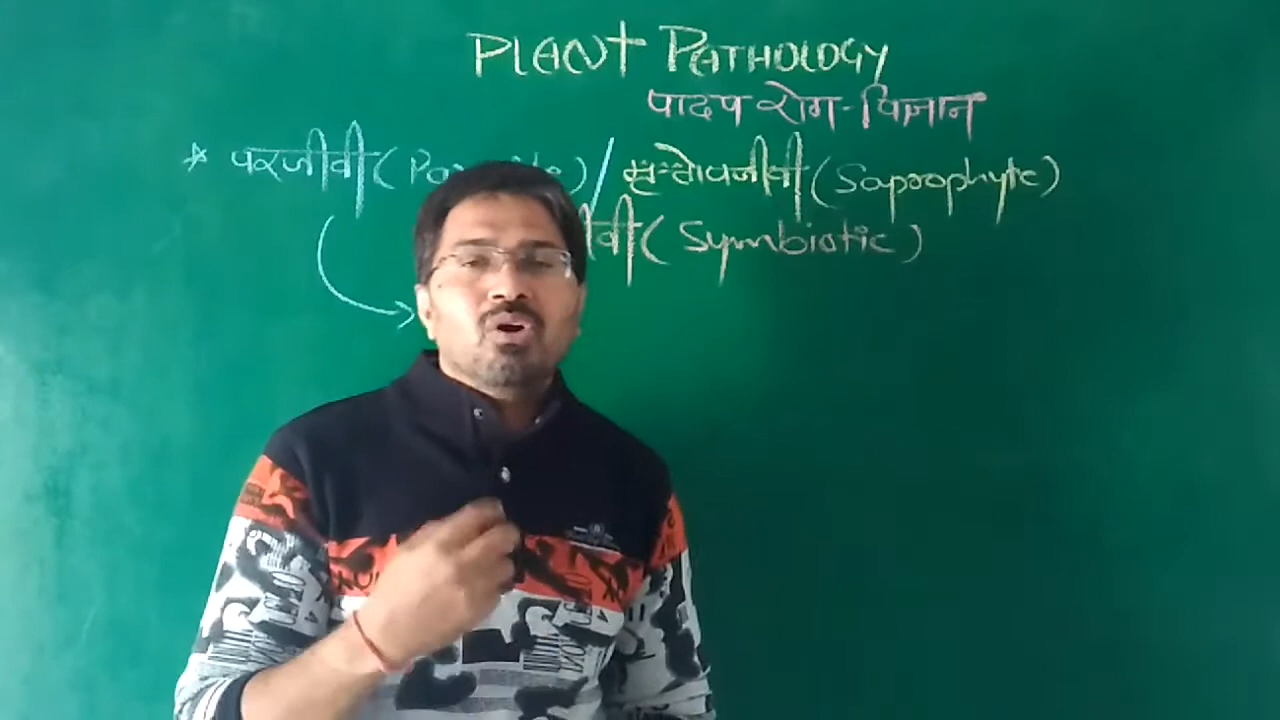 PLANT PATHOLOGY
पादप रोग-विज्ञान
* परजीवी ( / मृतोपजीवी (Saprophyte)
(Symbiotic)